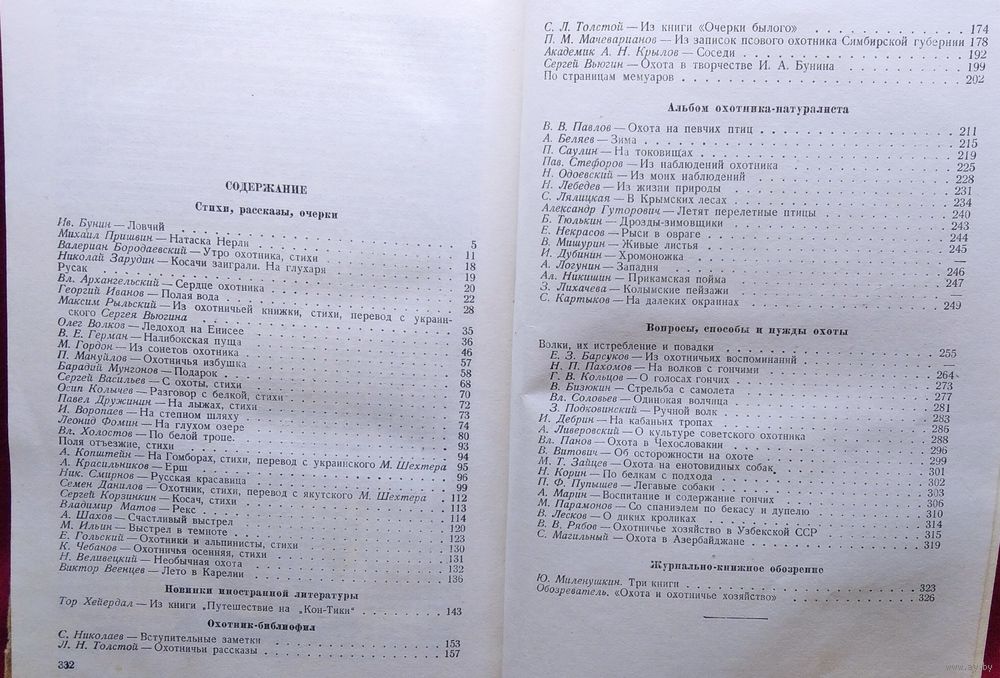 СОДЕРЖАНИЕ
Стихи, рассказы, очерки
Ив. Бунин — Ловчий . . . 5
Михаил Пришвин — Натаска Нерли . . . 11
Валериан Бородаевский — Утро охотника, стихи . . . 18
Николай Зарудин — Косачи заиграли. На глухаря . . . 19
Русак . . . 20
Вл. Архангельский — Сердце охотника . . . 22
Георгий Иванов — Полая вода . . . 28
Максим Рыльский — Из охотничьей книжки, стихи, перевод с украин-
ского Сергея Вьюгина . . . 35
Олег Волков — Ледоход на Енисее . . . 36
В. Е. Герман — Налибокская пуща . . . 46
М. Гордон — Из сонетов охотника . . . 57
П. Мануйлов — Охотничья избушка . . . 58
Барадий Мунгонов — Подарок . . . 68
Сергей Васильев — С охоты, стихи . . . 70
Осип Колычев — Разговор с белкой, стихи . . . 72
Павел Дружинин — На лыжах, стихи . . . 73
И. Воропаев — На степном шляху . . . 74
Леонид Фомин — На глухом озере . . . 80
Вл. Холостов — По белой тропе. . . . 93
Поля отъезжие, стихи . . . 94
А. Копштейн — На Гомборах, стихи, перевод с украинского М. Шехтера 95
А. Красильников — Ерш . . . 96
Ник. Смирнов — Русская красавица . . . 99
Семен Данилов — Охотник, стихи, перевод с якутского М. Шехтера . . . 112
Сергей Корзинкин — Косач, стихи . . . 113
Владимир Матов — Рекс . . . 114
А. Шахов — Счастливый выстрел . . . 120
М. Ильин — Выстрел в темноте . . . 123
Е. Гольский — Охотники и альпинисты, стихи . . . 130
К. Чебанов — Охотничья осенняя, стихи . . . 131
Н. Величецкий — Необычная охота . . . 132
Виктор Веенцев — Лето в Карелии . . . 136
Новинки иностранной литературы
Тор Хейердал — Из книги „Путешествие на „Кон-Тики“ . . . 143
Охотник-библиофил
С. Николаев — Вступительные заметки . . . 153
Л. Н. Толстой — Охотничьи рассказы . . . 157
332
С. Л. Толстой — Из книги «Очерки былого» . . . 174
П. М. Мачеварианов — Из записок псового охотника Симбирской губернии 178
Академик А. Н. Крылов — Соседи . . . 192
Сергей Вьюгин — Охота в творчестве И. А. Бунина . . . 199
По страницам мемуаров . . . 202
Альбом охотника-натуралиста
В. В. Павлов — Охота на певчих птиц . . . 211
А. Беляев — Зима . . . 215
П. Саулин — На токовищах . . . 219
Пав. Стефоров — Из наблюдений охотника . . . 225
Н. Одоевский — Из моих наблюдений . . . 228
Н. Лебедев — Из жизни природы . . . 231
С. Лялицкая — В Крымских лесах . . . 234
Александр Гуторович — Летят перелетные птицы . . . 240
Б. Тюлькин — Дрозды-зимовщики . . . 243
Е. Некрасов — Рыси в овраге . . . 244
В. Мишурин — Живые листья . . . 245
И. Дубинин — Хромоножка . . . —
А. Логунин — Западня . . . 246
Ал. Никишин — Прикамская пойма . . . 247
З. Лихачева — Колымские пейзажи . . . —
С. Картыков — На далеких окраинах . . . 249
Вопросы, способы и нужды охоты
Волки, их истребление и повадки . . . 255
Е. З. Барсуков — Из охотничьих воспоминаний
Н. П. Пахомов — На волков с гончими . . . 264
Г. В. Кольцов — О голосах гончих . . . 273
В. Бизюкин — Стрельба с самолета . . . 277
Вл. Соловьев — Одинокая волчица . . . 281
З. Подковинский — Ручной волк . . . 283
И. Дебрин — На кабаньих тропах . . . 286
А. Ливеровский — О культуре советского охотника . . . 288
Вл. Панов — Охота в Чехословакии . . . 296
В. Витович — Об осторожности на охоте . . . 299
М. Т. Зайцев — Охота на енотовидных собак . . . 301
Н. Корин — По белкам с подхода . . . 302
П. Ф. Пупышев — Легавые собаки . . . 303
А. Марин — Воспитание и содержание гончих . . . 306
М. Парамонов — Со спаниэлем по бекасу и дупелю . . . 310
В. Лесков — О диких кроликах . . . 314
В. В. Рябов — Охотничье хозяйство в Узбекской ССР . . . 315
С. Магильный — Охота в Азербайджане . . . 319
Журнально-книжное обозрение
Ю. Миленушкин. Три книги . . . 323
Обозреватель. «Охота и охотничье хозяйство» . . . 326
www.ay.by